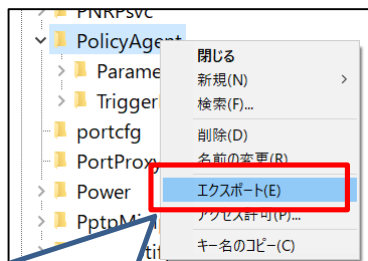 PNRPsvc
PolicyAgent
閉じる
Parame
新規(N)
検索(F)...
Trigger
portcfg
削除(D)
PortProxy
名前の変更(R)
Power
エクスポート(E)
アクセス許可(P)...
PptpMi
キー名のコピー(C)